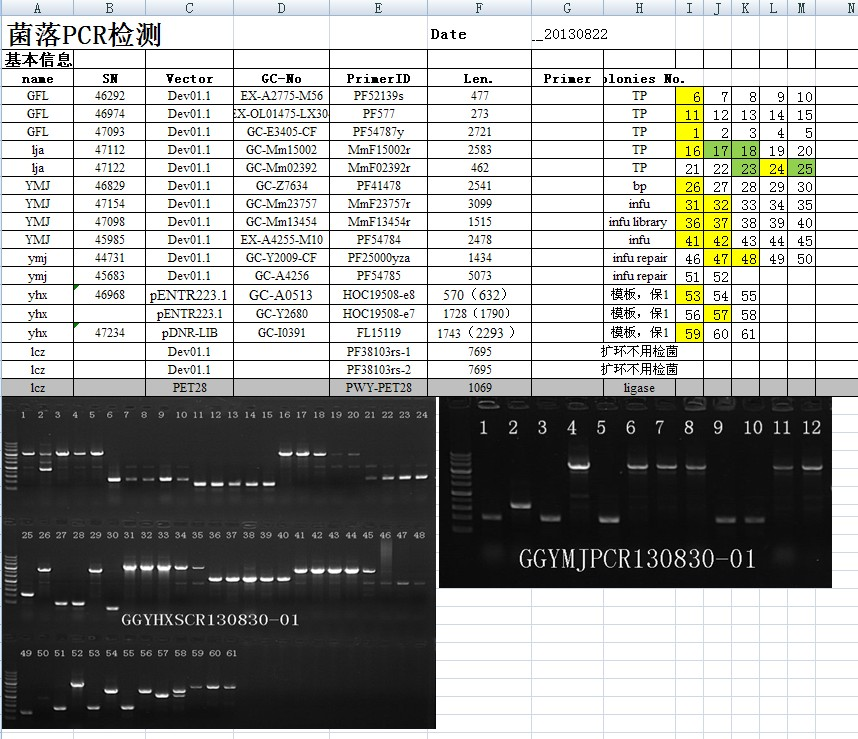 A B C D E F G H I J K L M N
菌落PCR检测 Date __20130822
基本信息
name SN Vector GC-No PrimerID Len. Primer olonies No.
GFL 46292 Dev01.1 EX-A2775-M56 PF52139s 477 TP 6 7 8 9 10
GFL 46974 Dev01.1 EX-OL01475-LX30 PF577 273 TP 11 12 13 14 15
GFL 47093 Dev01.1 GC-E3405-CF PF54787y 2721 TP 1 2 3 4 5
lja 47112 Dev01.1 GC-Mm15002 MmF15002r 2583 TP 16 17 18 19 20
lja 47122 Dev01.1 GC-Mm02392 MmF02392r 462 TP 21 22 23 24 25
YMJ 46829 Dev01.1 GC-Z7634 PF41478 2541 bp 26 27 28 29 30
YMJ 47154 Dev01.1 GC-Mm23757 MmF23757r 3099 infu 31 32 33 34 35
YMJ 47098 Dev01.1 GC-Mm13454 MmF13454r 1515 infu library 36 37 38 39 40
YMJ 45985 Dev01.1 EX-A4255-M10 PF54784 2478 infu 41 42 43 44 45
ymj 44731 Dev01.1 GC-Y2009-CF PF25000yza 1434 infu repair 46 47 48 49 50
ymj 45683 Dev01.1 GC-A4256 PF54785 5073 infu repair 51 52
yhx 46968 pENTR223.1 GC-A0513 HOC19508-e8 570（632） 模板，保1 53 54 55
yhx pENTR223.1 GC-Y2680 HOC19508-e7 1728（1790） 模板，保1 56 57 58
yhx 47234 pDNR-LIB GC-I0391 FL15119 1743（2293 ） 模板，保1 59 60 61
lcz Dev01.1 PF38103rs-1 7695 扩环不用检菌
lcz Dev01.1 PF38103rs-2 7695 扩环不用检菌
lcz PET28 PWY-PET28 1069 ligase
1 2 3 4 5 6 7 8 9 10 11 12 13 14 15 16 17 18 19 20 21 22 23 24
25 26 27 28 29 30 31 32 33 34 35 36 37 38 39 40 41 42 43 44 45 46 47 48
GGYHXSCR130830-01
49 50 51 52 53 54 55 56 57 58 59 60 61
1 2 3 4 5 6 7 8 9 10 11 12
GGYMJPCR130830-01